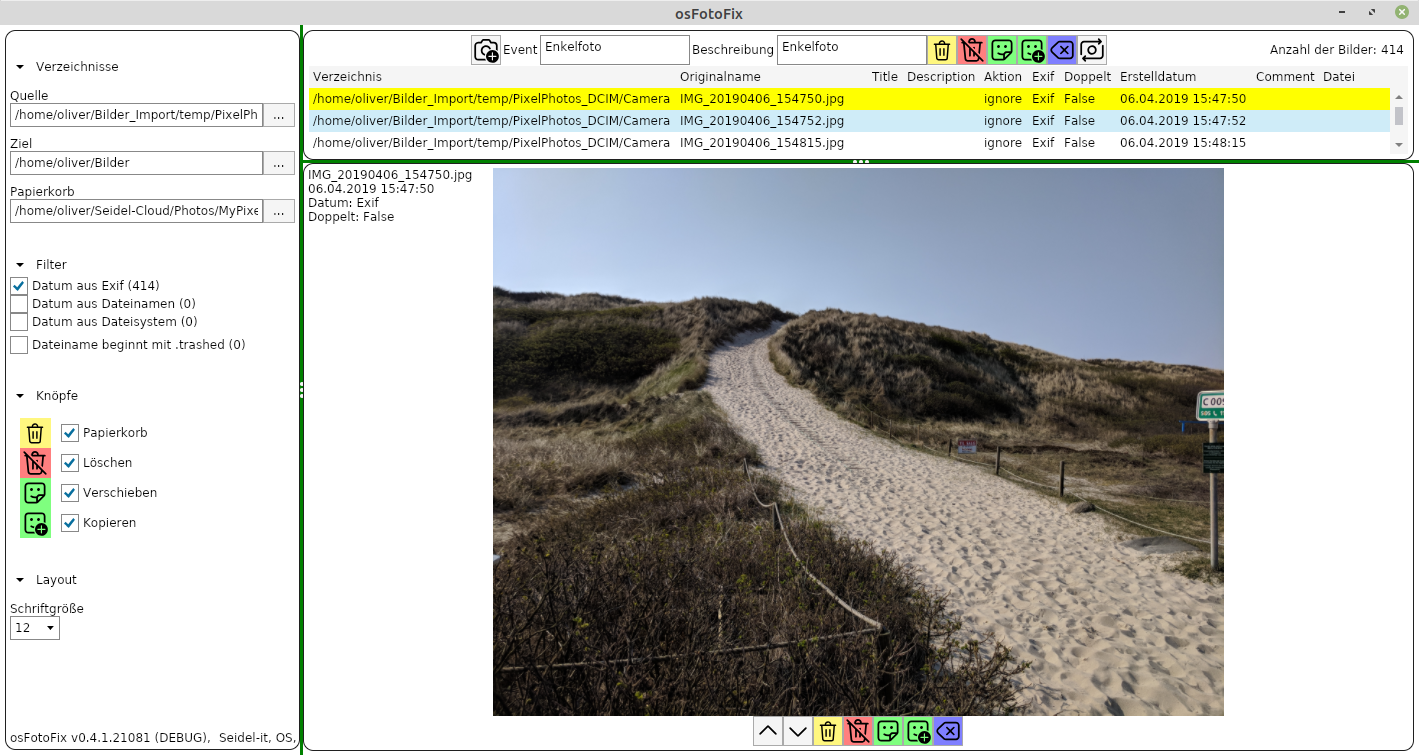 osFotoFix
Verzeichnisse
Quelle
/home/oliver/Bilder_Import/temp/PixelPh
...
Ziel
/home/oliver/Bilder
...
Papierkorb
/home/oliver/Seidel-Cloud/Photos/MyPixe
...
Filter
Datum aus Exif (414)
Datum aus Dateinamen (0)
Datum aus Dateisystem (0)
Dateiname beginnt mit .trashed (0)
Knöpfe
Papierkorb
Löschen
Verschieben
Kopieren
Layout
Schriftgröße
12
osFotoFix v0.4.1.21081 (DEBUG), Seidel-it, OS,
Event Enkelfoto Beschreibung Enkelfoto Anzahl der Bilder: 414
Verzeichnis Originalname Title Description Aktion Exif Doppelt Erstelldatum Comment Datei
/home/oliver/Bilder_Import/temp/PixelPhotos_DCIM/Camera IMG_20190406_154750.jpg ignore Exif False 06.04.2019 15:47:50
/home/oliver/Bilder_Import/temp/PixelPhotos_DCIM/Camera IMG_20190406_154752.jpg ignore Exif False 06.04.2019 15:47:52
/home/oliver/Bilder_Import/temp/PixelPhotos_DCIM/Camera IMG_20190406_154815.jpg ignore Exif False 06.04.2019 15:48:15
IMG_20190406_154750.jpg
06.04.2019 15:47:50
Datum: Exif
Doppelt: False